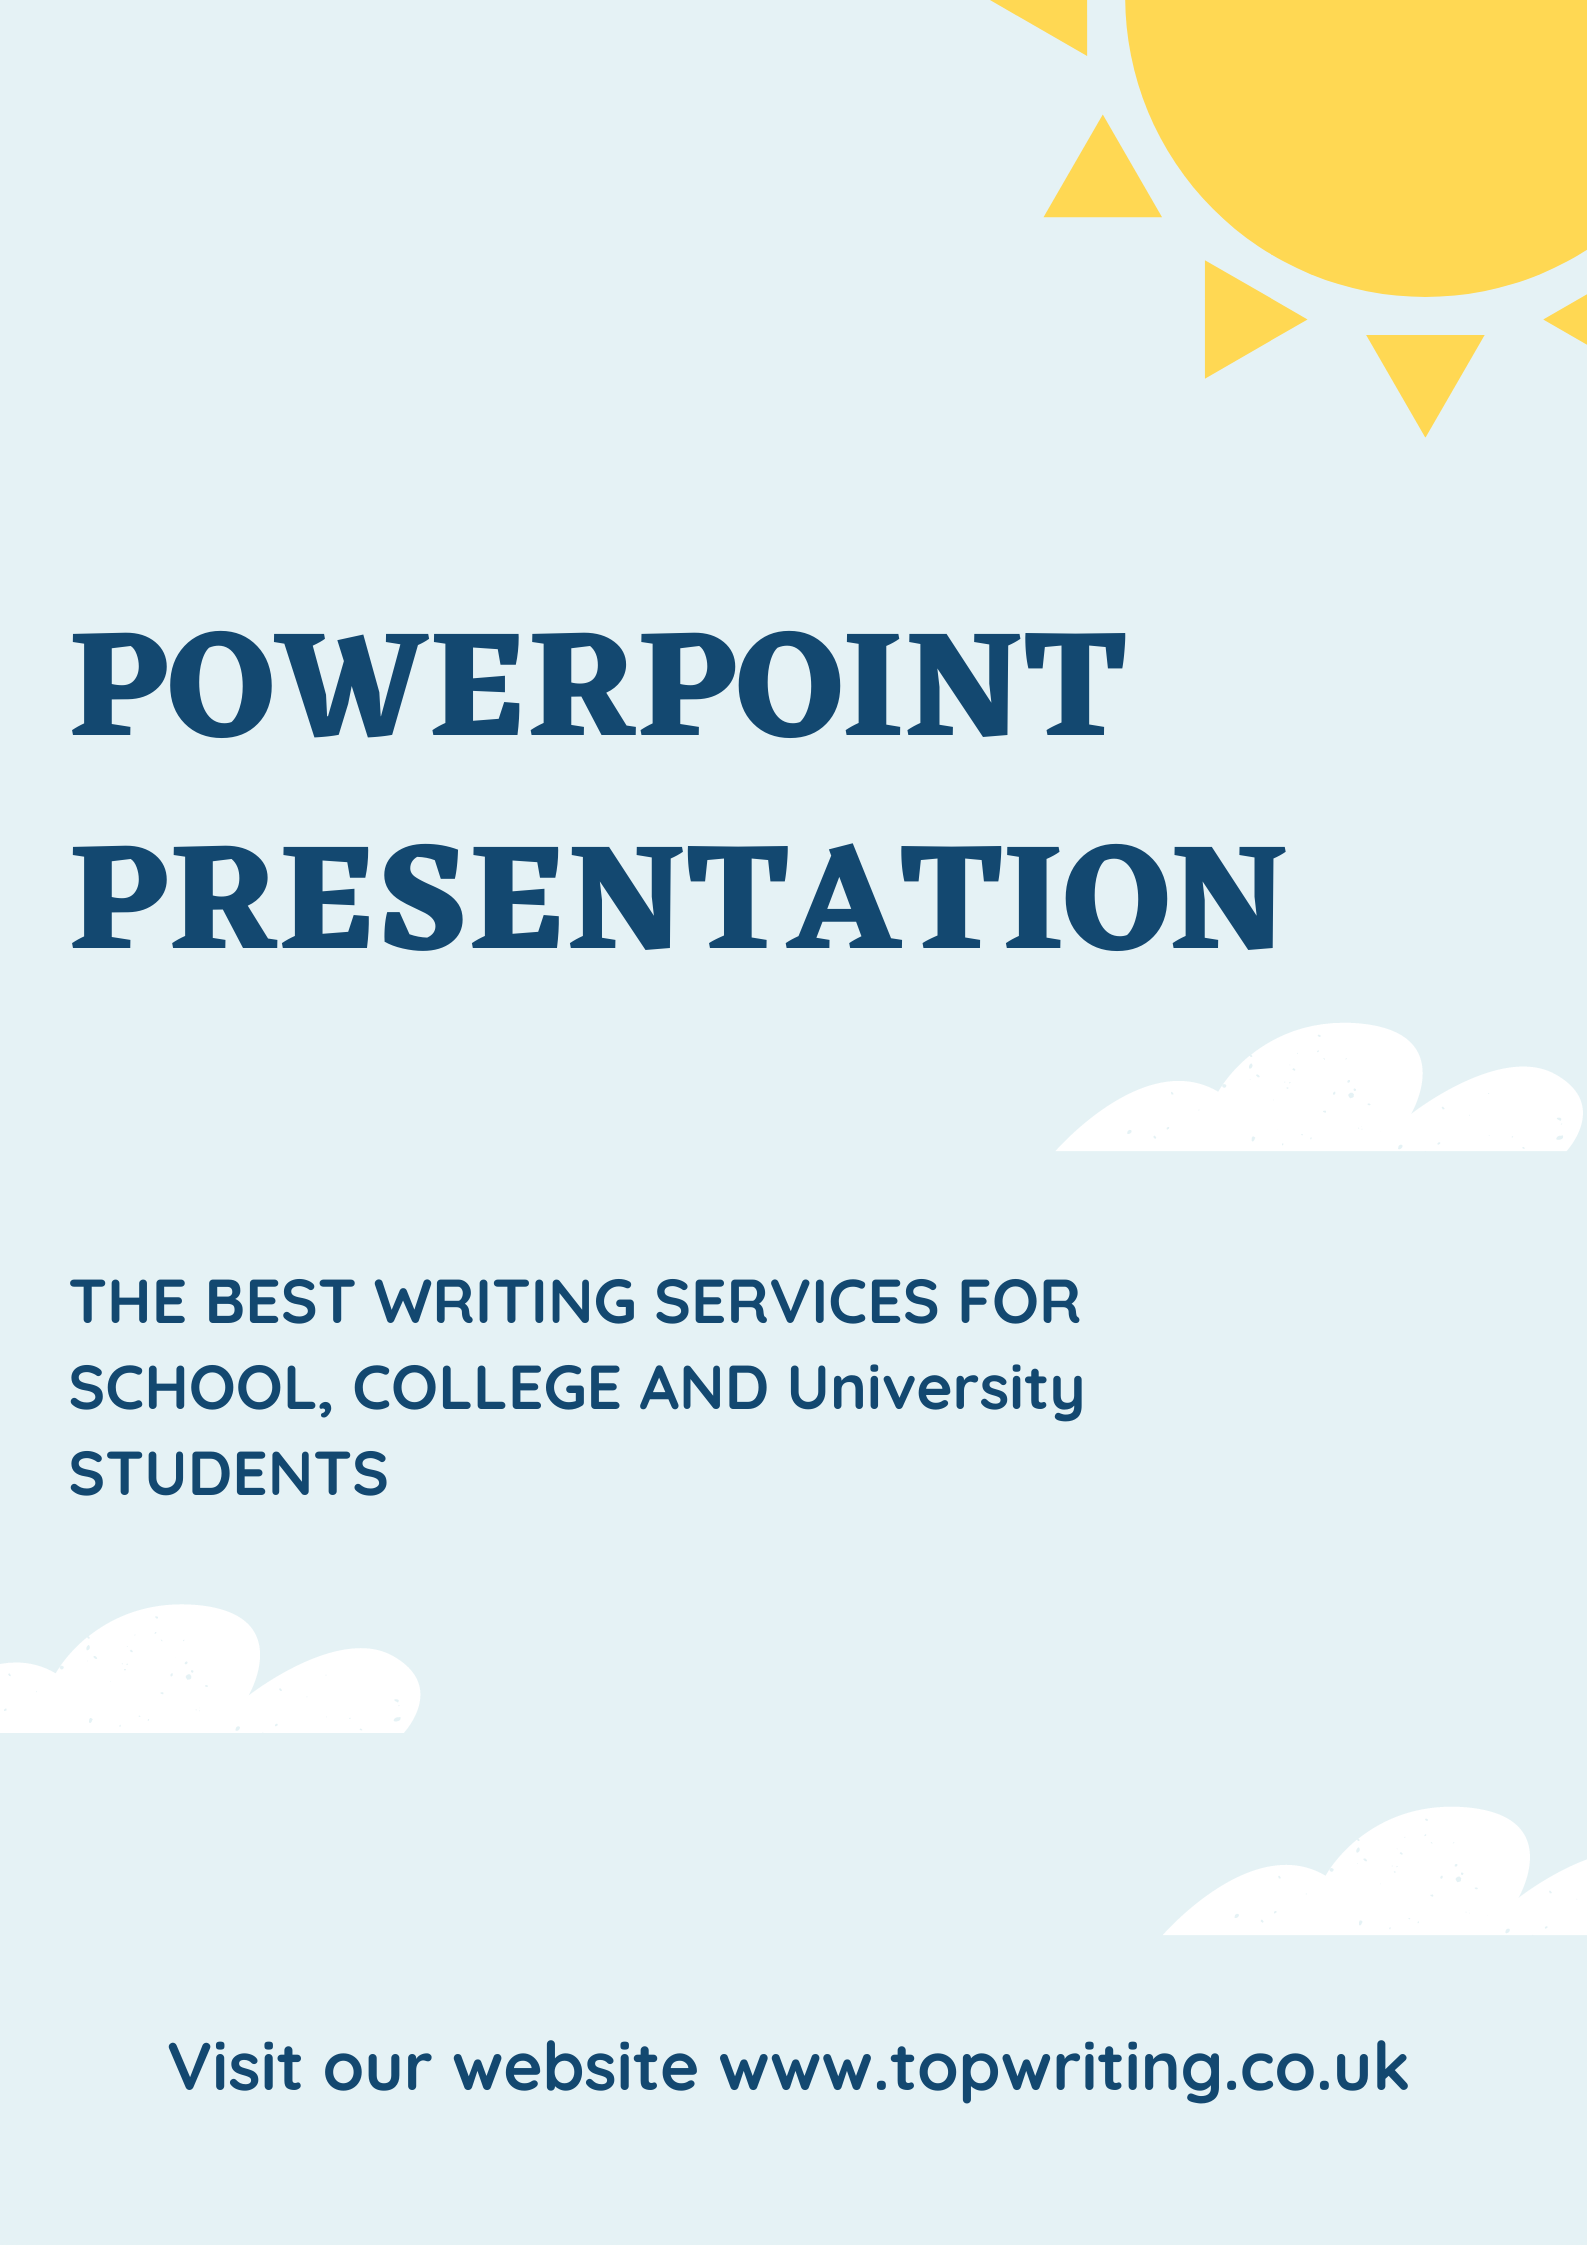 POWERPOINT
PRESENTATION
THE BEST WRITING SERVICES FOR
SCHOOL, COLLEGE AND University
STUDENTS
Visit our website www.topwriting.co.uk